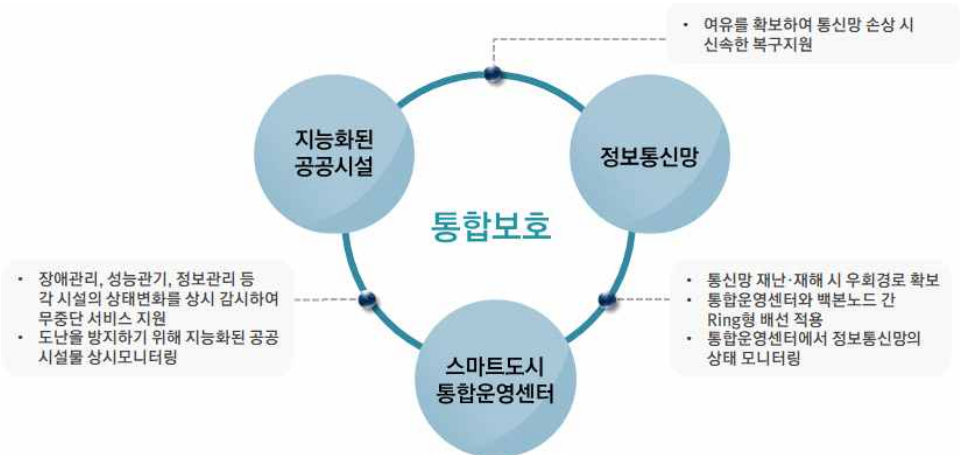 • 여유를 확보하여 통신망 손상 시
신속한 복구지원
지능화된
공공시설
정보통신망
통합보호
• 장애관리, 성능관기, 정보관리 등
각 시설의 상태변화를 상시 감시하여
무중단 서비스 지원
• 도난을 방지하기 위해 지능화된 공공
시설물 상시모니터링
• 통신망 재난·재해 시 우회경로 확보
• 통합운영센터와 백본노드 간
Ring형 배선 적용
• 통합운영센터에서 정보통신망의
상태 모니터링
스마트도시
통합운영센터